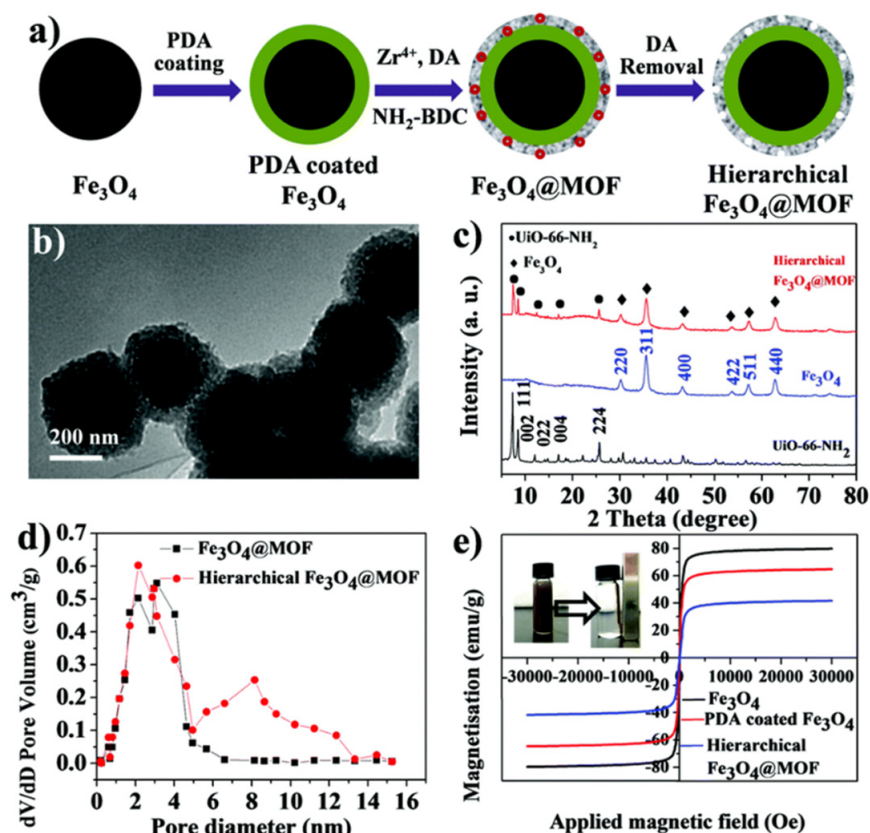 a)
PDA
coating
Zr⁴⁺, DA
NH₂-BDC
DA
Removal
Fe₃O₄
PDA coated
Fe₃O₄
Fe₃O₄@MOF
Hierarchical
Fe₃O₄@MOF
b)
200 nm
c)
Intensity (a. u.)
UiO-66-NH₂
Fe₃O₄
Hierarchical
Fe₃O₄@MOF
220
311
400
422
511
440
Fe₃O₄
111
002
022
004
224
UiO-66-NH₂
10 20 30 40 50 60 70 80
2 Theta (degree)
d)
dV/dD Pore Volume (cm³/g)
0.7
0.6
0.5
0.4
0.3
0.2
0.1
0.0
Fe₃O₄@MOF
Hierarchical Fe₃O₄@MOF
0 2 4 6 8 10 12 14 16
Pore diameter (nm)
e)
Magnetisation (emu/g)
80
60
40
20
0
-20
-40
-60
-80
-30000 -20000 -10000 0 10000 20000 30000
Fe₃O₄
PDA coated Fe₃O₄
Hierarchical
Fe₃O₄@MOF
Applied magnetic field (Oe)